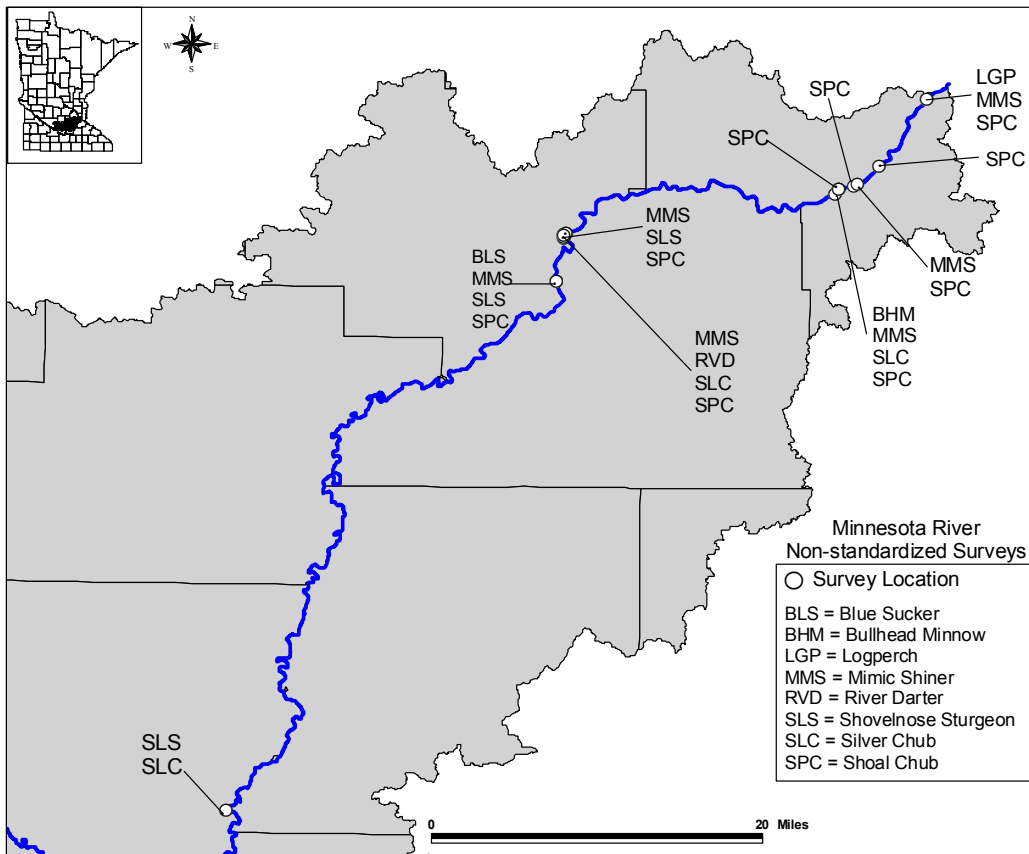 N
W E
S
LGP
MMS
SPC
SPC
SPC
SPC
MMS
SPC
BHM
MMS
SLC
SPC
MMS
SLS
SPC
BLS
MMS
SLS
SPC
MMS
RVD
SLC
SPC
SLS
SLC
Minnesota River
Non-standardized Surveys
Survey Location
BLS = Blue Sucker
BHM = Bullhead Minnow
LGP = Logperch
MMS = Mimic Shiner
RVD = River Darter
SLS = Shovelnose Sturgeon
SLC = Silver Chub
SPC = Shoal Chub
0 20 Miles